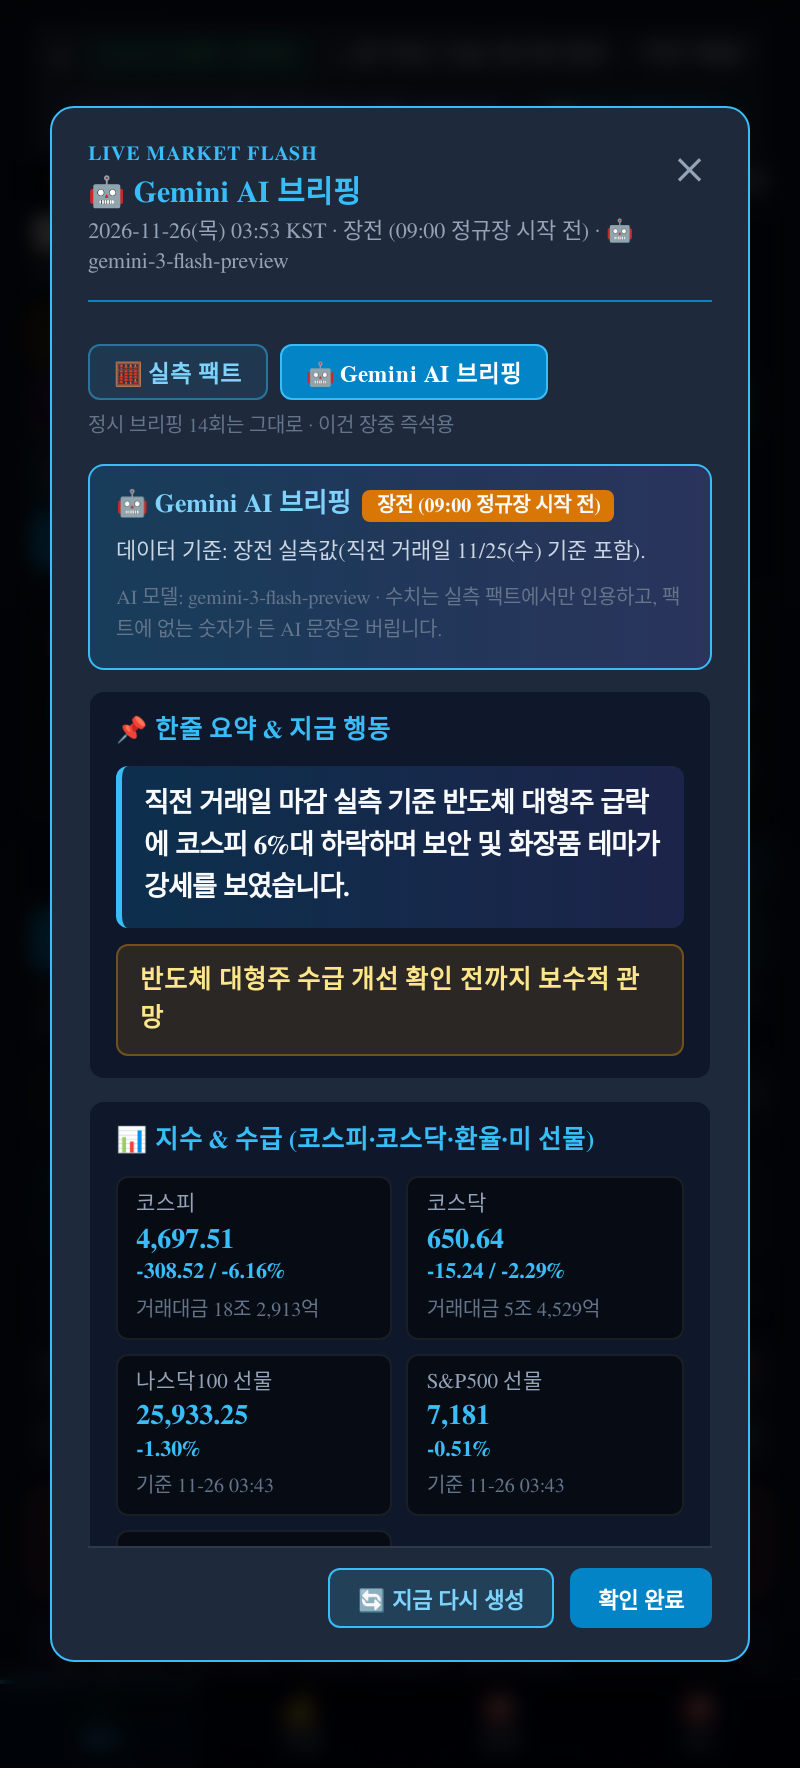 LIVE MARKET FLASH
🤖 Gemini AI 브리핑
2026-11-26(목) 03:53 KST · 장전 (09:00 정규장 시작 전) · 🤖
gemini-3-flash-preview
🧮 실측 팩트
🤖 Gemini AI 브리핑
정시 브리핑 14회는 그대로 · 이건 장중 즉석용
🤖 Gemini AI 브리핑 장전 (09:00 정규장 시작 전)
데이터 기준: 장전 실측값(직전 거래일 11/25(수) 기준 포함).
AI 모델: gemini-3-flash-preview · 수치는 실측 팩트에서만 인용하고, 팩
트에 없는 숫자가 든 AI 문장은 버립니다.
📌 한줄 요약 & 지금 행동
직전 거래일 마감 실측 기준 반도체 대형주 급락
에 코스피 6%대 하락하며 보안 및 화장품 테마가
강세를 보였습니다.
반도체 대형주 수급 개선 확인 전까지 보수적 관
망
📊 지수 & 수급 (코스피·코스닥·환율·미 선물)
코스피
4,697.51
-308.52 / -6.16%
거래대금 18조 2,913억
코스닥
650.64
-15.24 / -2.29%
거래대금 5조 4,529억
나스닥100 선물
25,933.25
-1.30%
기준 11-26 03:43
S&P500 선물
7,181
-0.51%
기준 11-26 03:43
🔄 지금 다시 생성
확인 완료